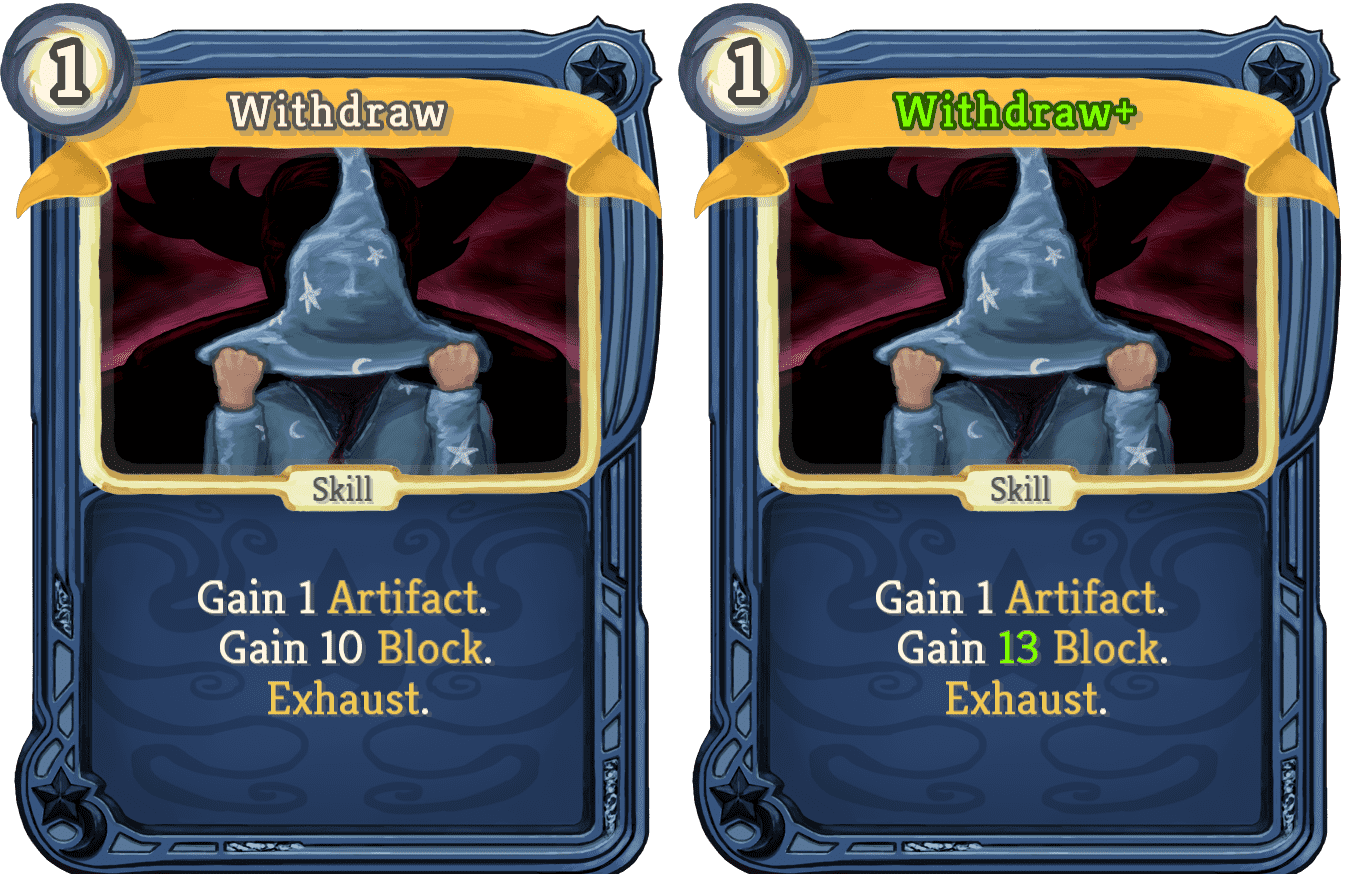 1
Withdraw
Skill
Gain 1 Artifact.
Gain 10 Block.
Exhaust.
1
Withdraw+
Skill
Gain 1 Artifact.
Gain 13 Block.
Exhaust.